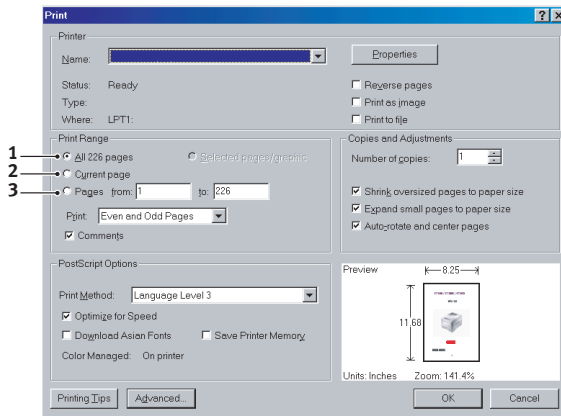 Print
Printer
Name:
Properties
Status: Ready
Type:
Where: LPT1:
Reverse pages
Print as image
Print to file
Print Range
1 All 226 pages
Selected pages/graphic
2 Current page
3 Pages from: 1 to: 226
Print: Even and Odd Pages
Comments
Copies and Adjustments
Number of copies: 1
Shrink oversized pages to paper size
Expand small pages to paper size
Auto-rotate and center pages
PostScript Options
Print Method: Language Level 3
Optimize for Speed
Download Asian Fonts
Save Printer Memory
Color Managed: On printer
Preview
8.25
11.68
Units: Inches Zoom: 141.4%
Printing Tips
Advanced...
OK
Cancel